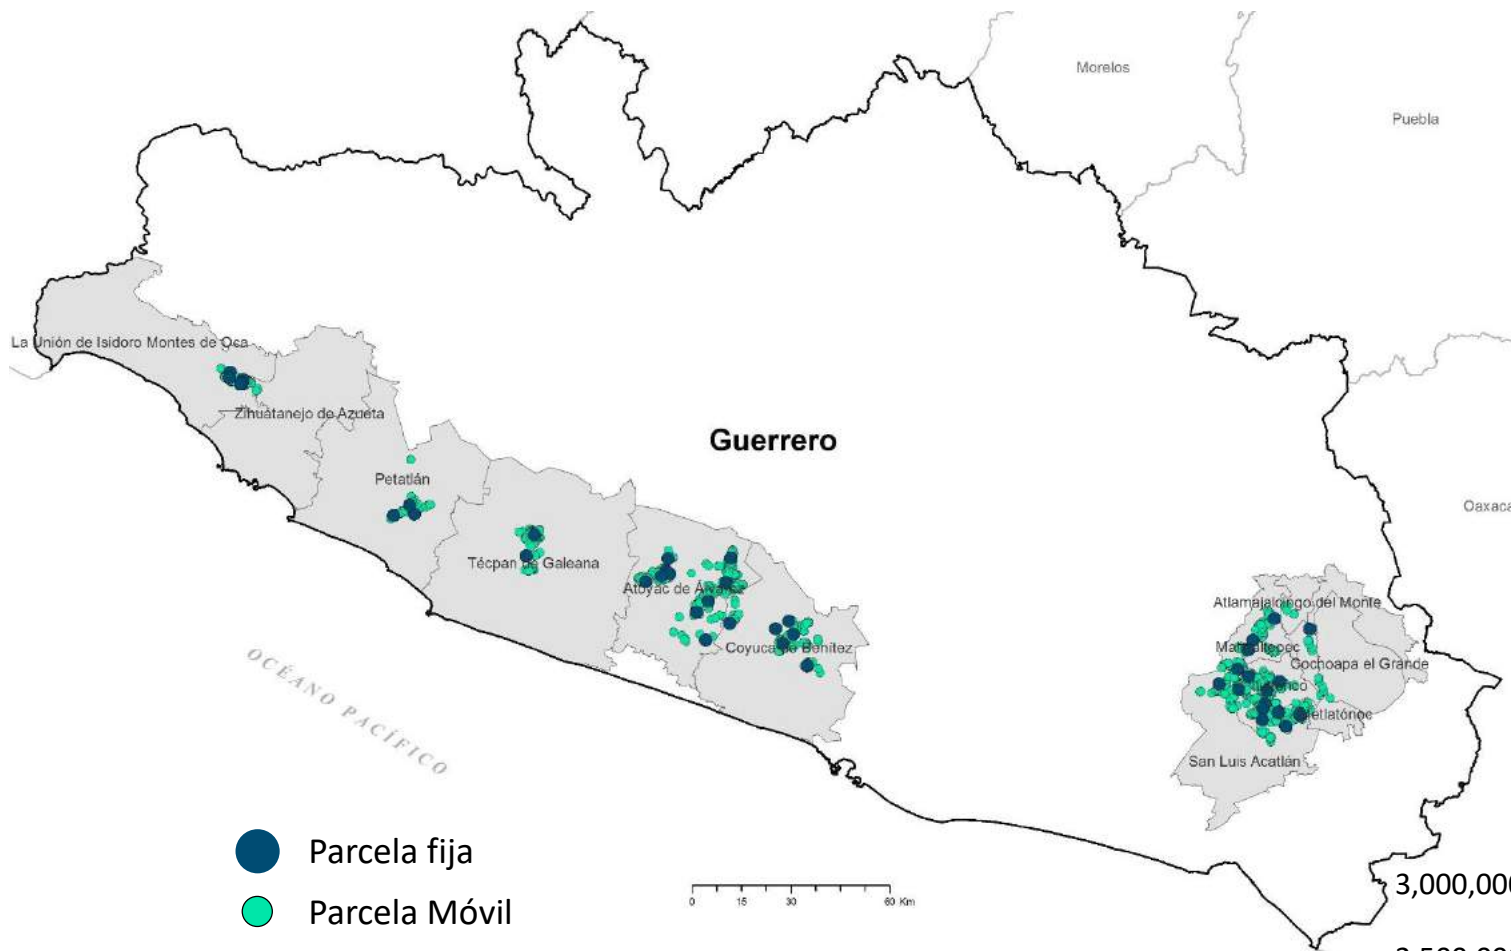 Morelos
Puebla
La Unión de Isidoro Montes de Oca
Zihuatanejo de Azueta
Guerrero
Petatlán
Oaxaca
Técpan de Galeana
Atoyac de Álvarez
Atlamajalcingo del Monte
Coyuca de Benítez
Malinaltepec
Cochoapa el Grande
Metlatónoc
OCÉANO PACÍFICO
San Luis Acatlán
Parcela fija
Parcela Móvil
0 15 30 60 Km